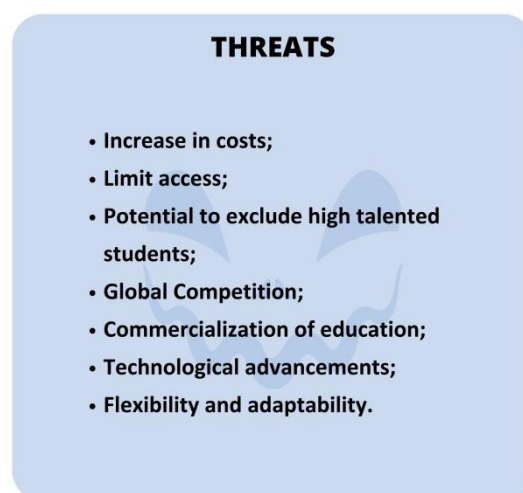 THREATS
• Increase in costs;
• Limit access;
• Potential to exclude high talented
students;
• Global Competition;
• Commercialization of education;
• Technological advancements;
• Flexibility and adaptability.